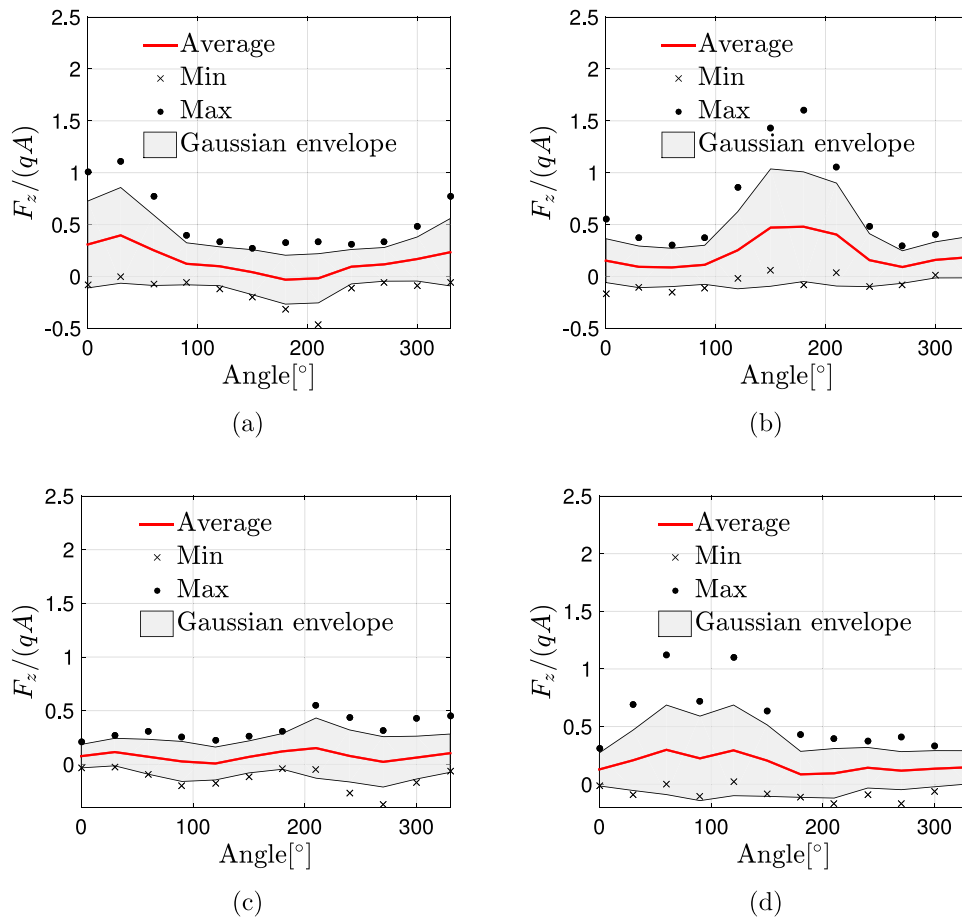 2.5
2
1.5
1
0.5
0
-0.5
F_z/(qA)
Average
Min
Max
Gaussian envelope
0 100 200 300
Angle[°]
(a)
2.5
2
1.5
1
0.5
0
-0.5
F_z/(qA)
Average
Min
Max
Gaussian envelope
0 100 200 300
Angle[°]
(b)
2.5
2
1.5
1
0.5
0
F_z/(qA)
Average
Min
Max
Gaussian envelope
0 100 200 300
Angle[°]
(c)
2.5
2
1.5
1
0.5
0
F_z/(qA)
Average
Min
Max
Gaussian envelope
0 100 200 300
Angle[°]
(d)